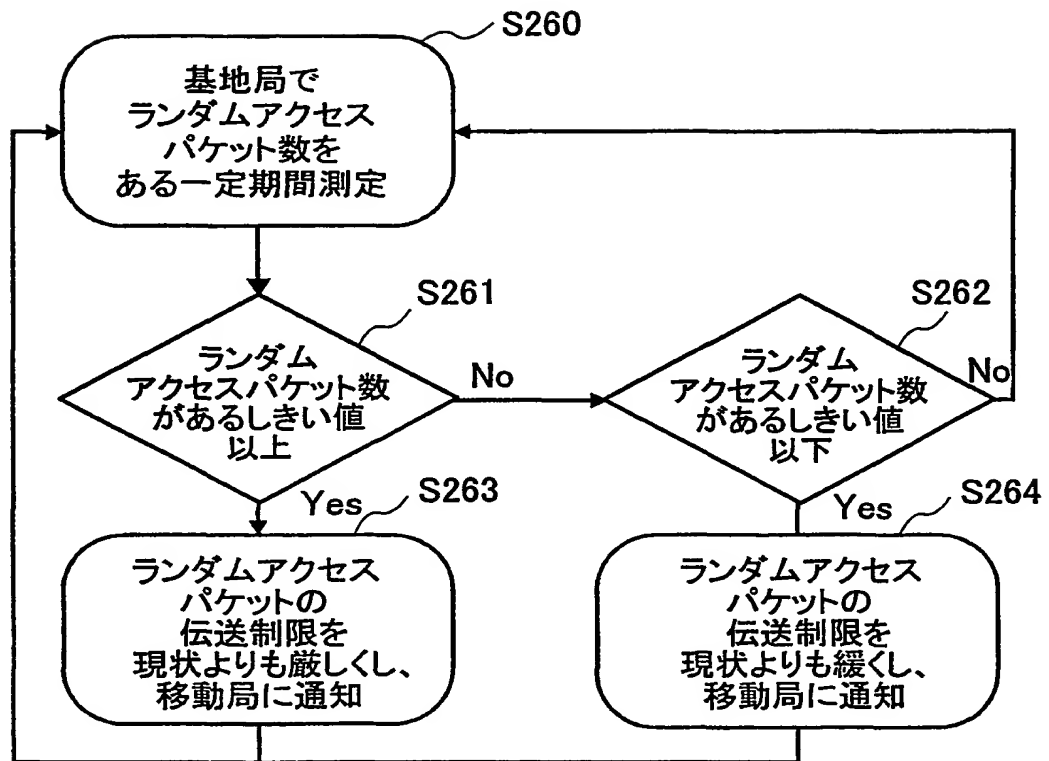 S260
基地局で
ランダムアクセス
パケット数を
ある一定期間測定
S261
ランダム
アクセスパケット数
があるしきい値
以上
No
S262
ランダム
アクセスパケット数
があるしきい値
以下
No
Yes
S263
ランダムアクセス
パケットの
伝送制限を
現状よりも厳しくし、
移動局に通知
Yes
S264
ランダムアクセス
パケットの
伝送制限を
現状よりも緩くし、
移動局に通知